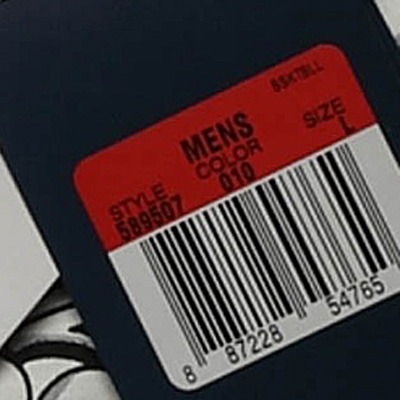 BSKTBLL
MENS
SIZE
COLOR
L
STYLE
010
589507
8 87228 54765